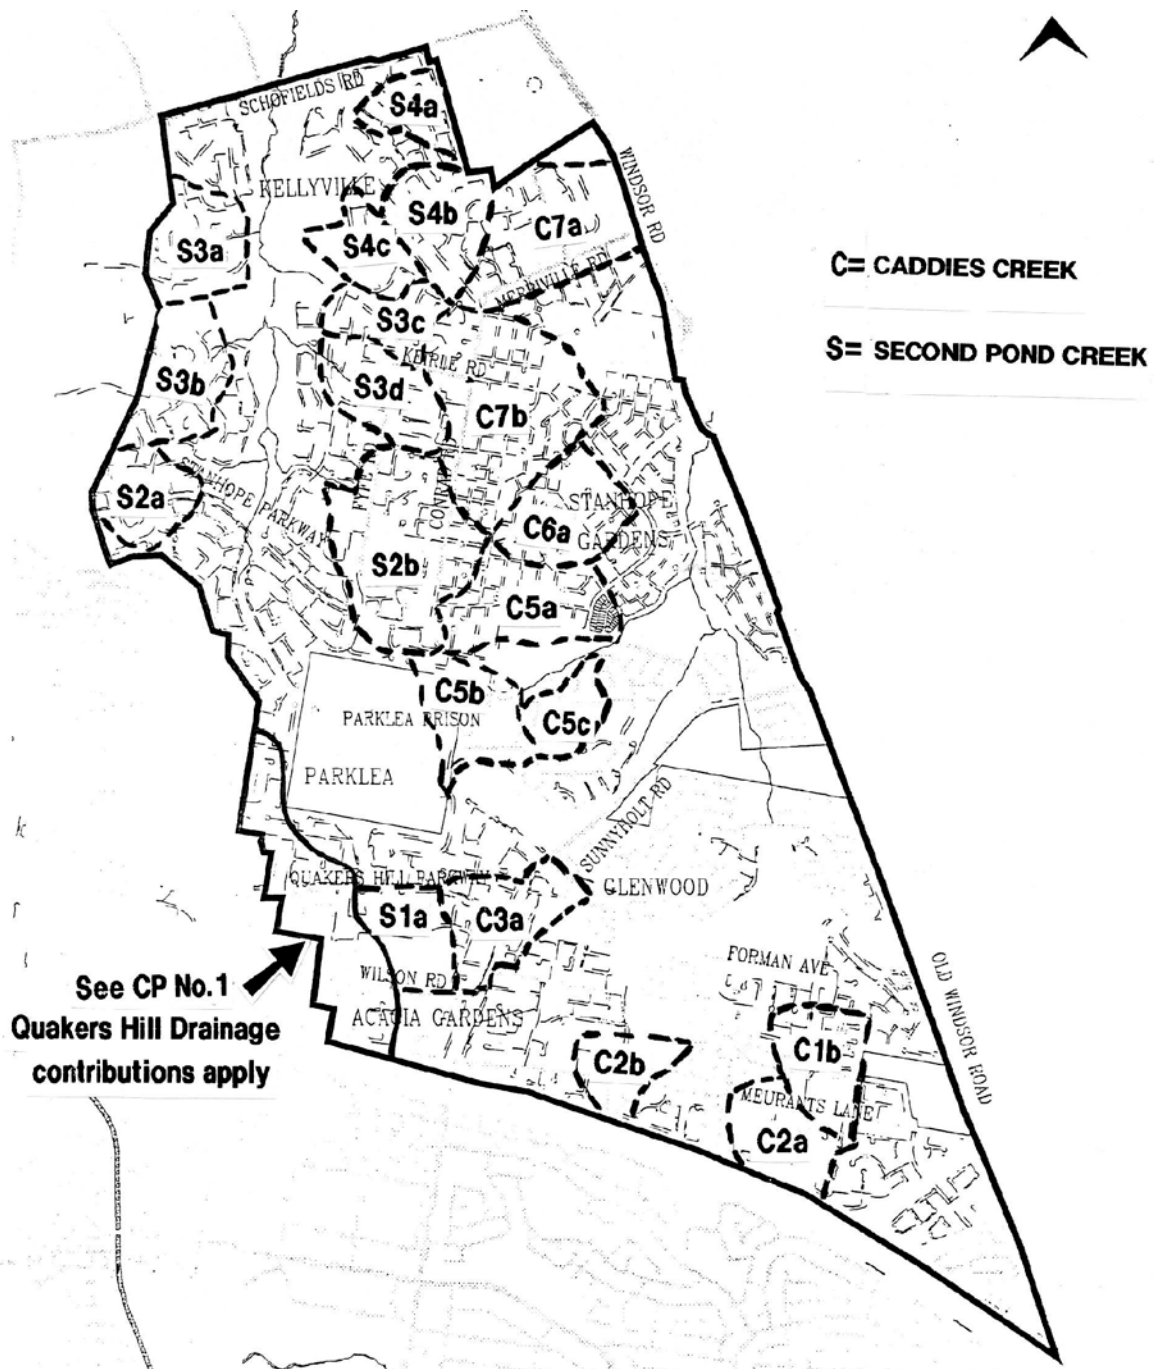 SCHOFIELDS RD
S4a
KELLYVILLE
WINDSOR RD
S4b
C7a
S3a
S4c
C= CADDIES CREEK
MERRIVILLE RD
S3c
S= SECOND POND CREEK
KEIRLE RD
S3b
S3d
C7b
STANHOPE PARKWAY
S2a
CONRAD
STANHOPE
GARDENS
C6a
S2b
C5a
C5b
PARKLEA PRISON
C5c
PARKLEA
SUNNYHOLT RD
QUAKERS HILL PARKWAY
GLENWOOD
S1a
C3a
See CP No.1
Quakers Hill Drainage
contributions apply
WILSON RD
ACACIA GARDENS
FORMAN AVE
OLD WINDSOR ROAD
C2b
C1b
MEURANTS LANE
C2a